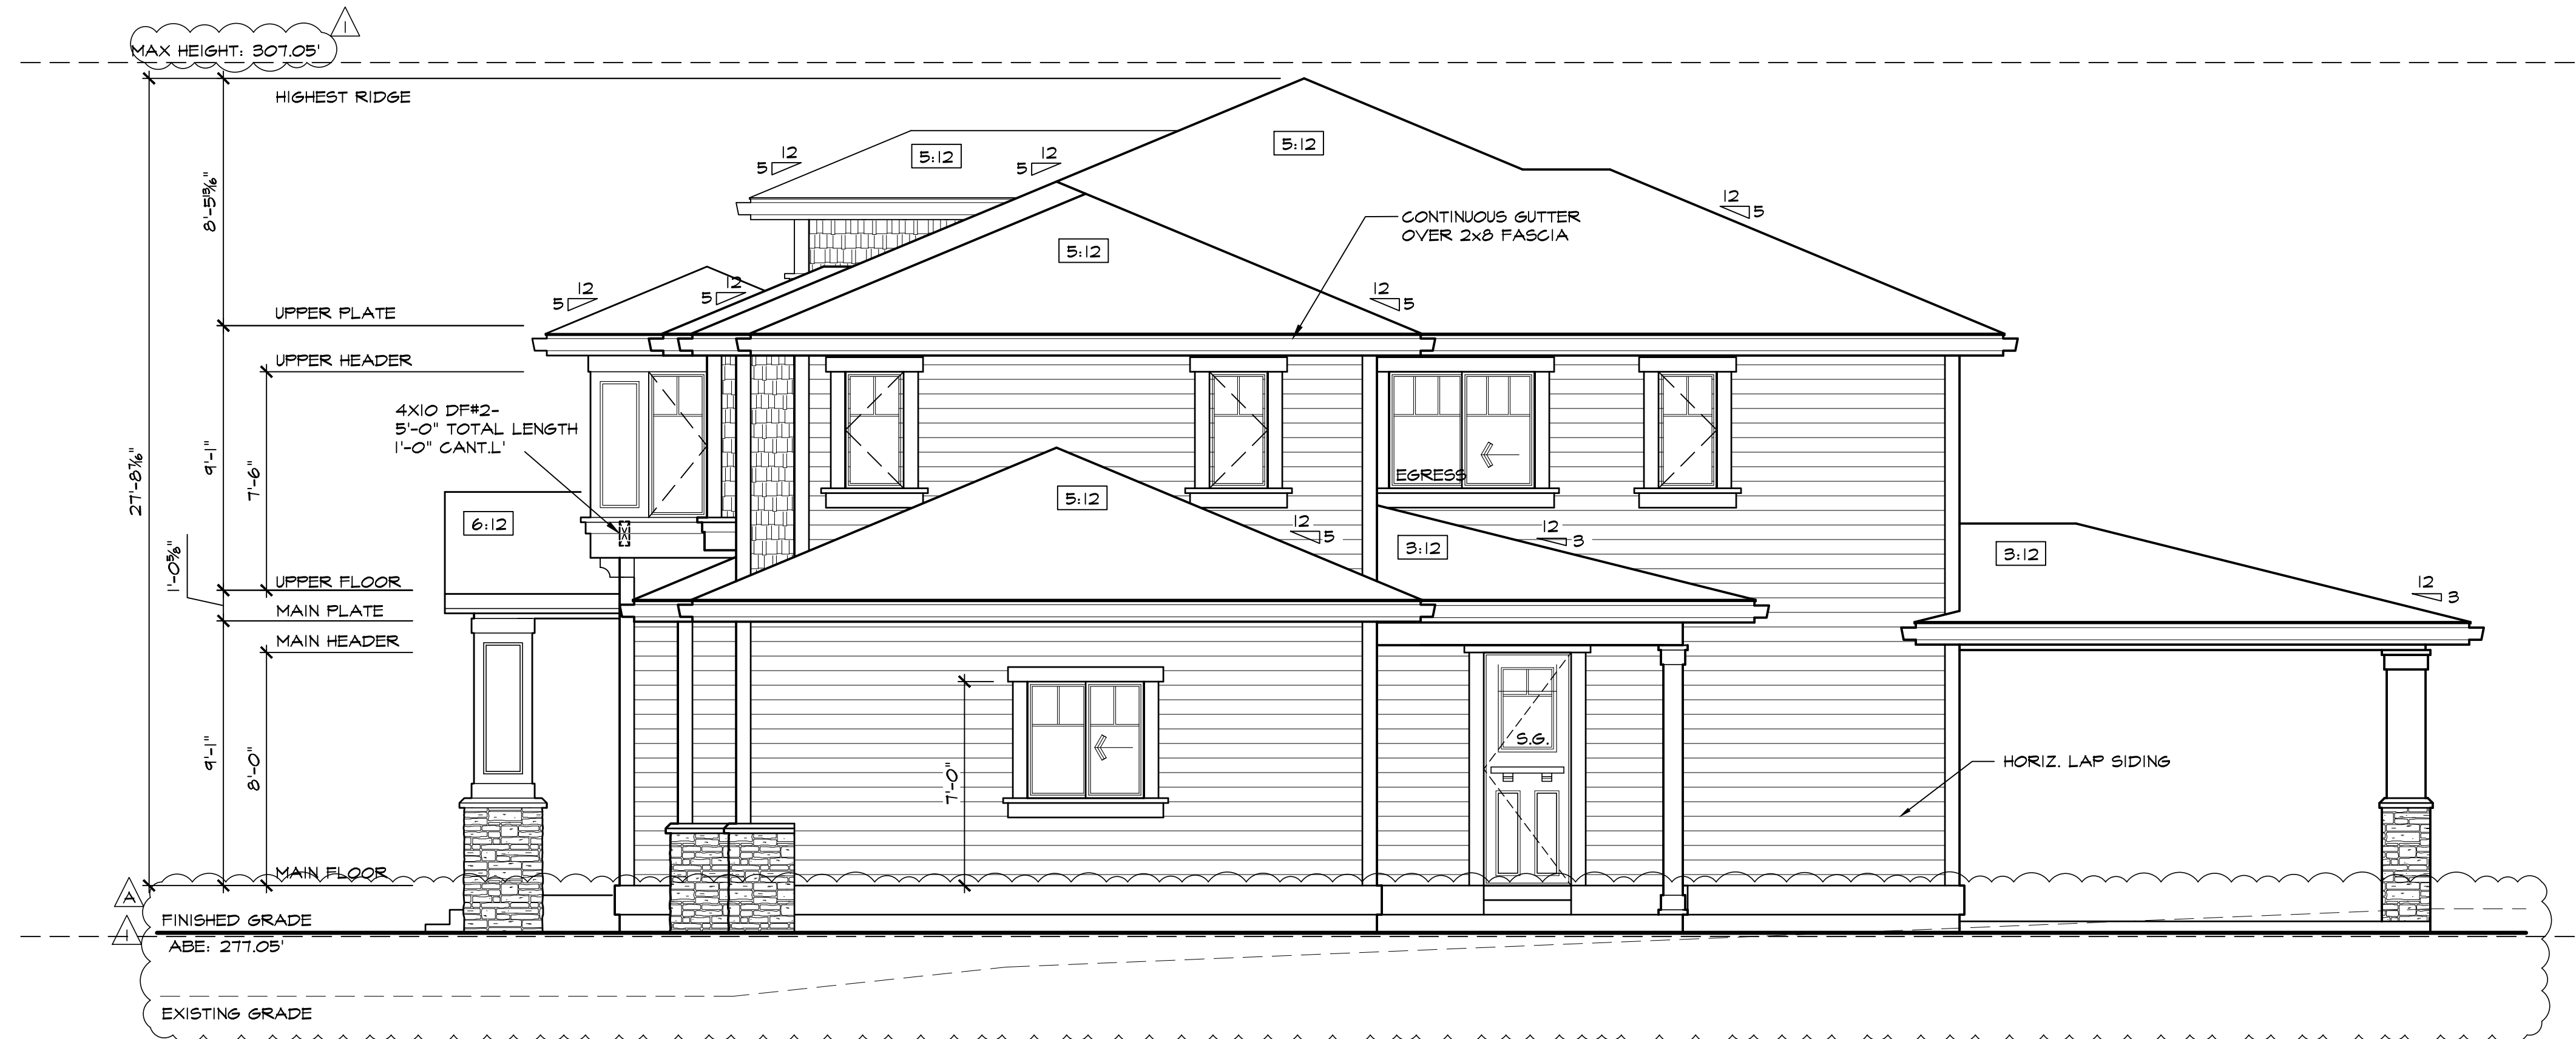 1
MAX HEIGHT: 307.05'
HIGHEST RIDGE
5:12
12
5
5:12
12
5
8'-5 15/16"
12
5
CONTINUOUS GUTTER
OVER 2x8 FASCIA
5:12
12
5
12
5
12
5
UPPER PLATE
UPPER HEADER
4X10 DF#2-
5'-0" TOTAL LENGTH
1'-0" CANT.L'
27'-8 7/16"
9'-1"
7'-6"
EGRESS
5:12
6:12
12
5
12
3
3:12
3:12
1'-0 5/8"
UPPER FLOOR
12
3
MAIN PLATE
MAIN HEADER
S.G.
9'-1"
8'-0"
7'-0"
HORIZ. LAP SIDING
MAIN FLOOR
A
FINISHED GRADE
1
ABE: 277.05'
EXISTING GRADE